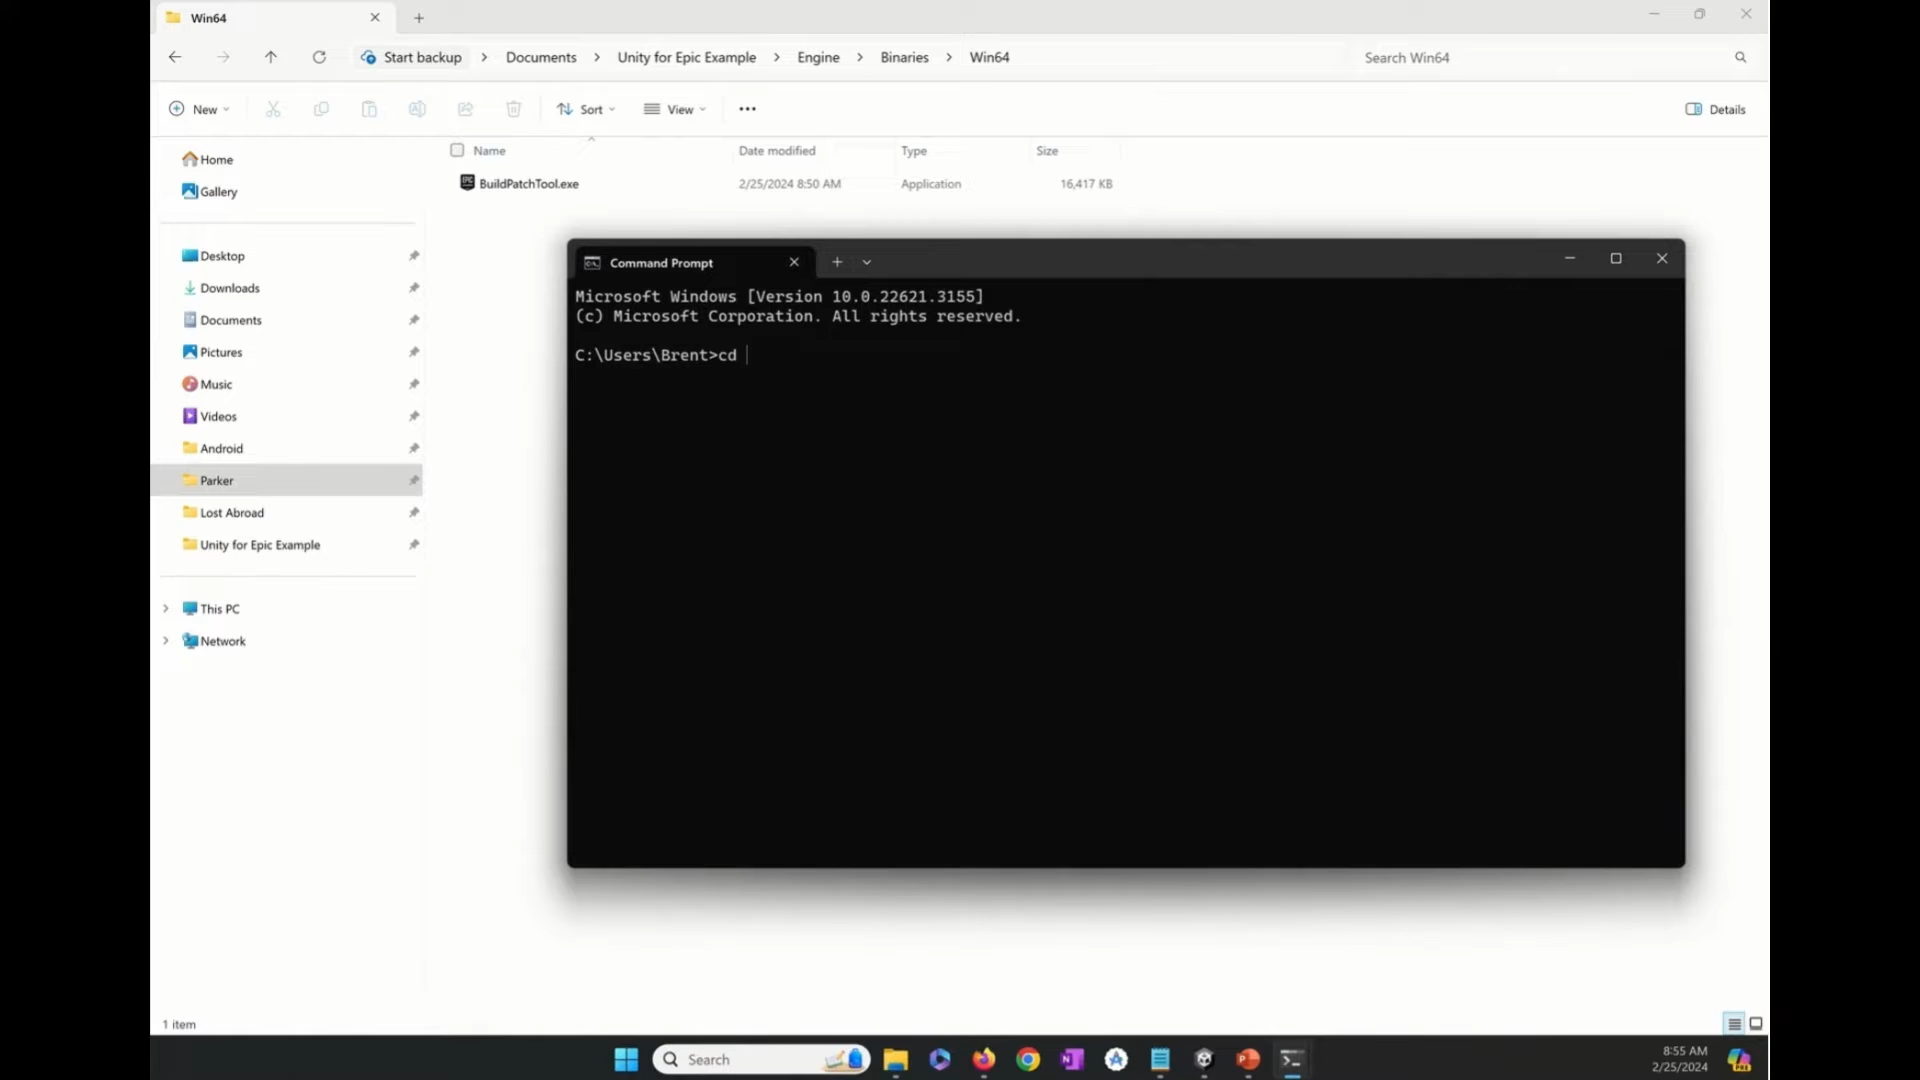 Win64
Start backup > Documents > Unity for Epic Example > Engine > Binaries > Win64
Search Win64
New
Sort
View
Details
Name Date modified Type Size
BuildPatchTool.exe 2/25/2024 8:50 AM Application 16,417 KB
Home
Gallery
Desktop
Downloads
Documents
Pictures
Music
Videos
Android
Parker
Lost Abroad
Unity for Epic Example
This PC
Network
Command Prompt
Microsoft Windows [Version 10.0.22621.3155]
(c) Microsoft Corporation. All rights reserved.
C:\Users\Brent>cd
1 item
Search
8:55 AM
2/25/2024